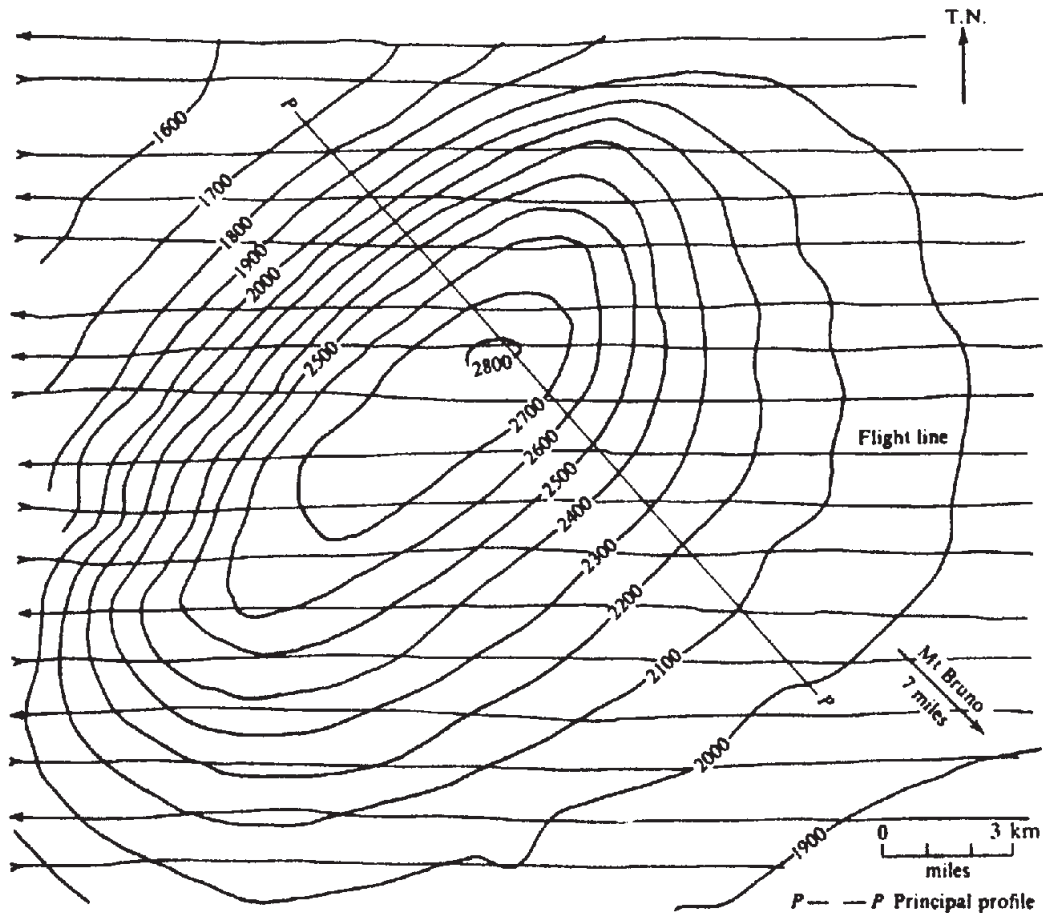 T.N.
P
1600
1700
1800
1900
2000
2500
2800
2700
2600
2500
2400
2300
2200
2100
2000
1900
Flight line
P
Mt Bruno
7 miles
0 3 km
miles
P— —P Principal profile